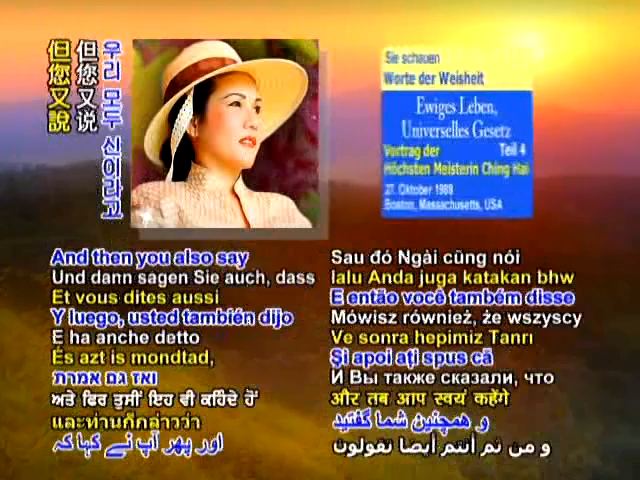 但您又說
但您又说
우리 모두 신이라고
Sie schauen
Worte der Weisheit
Ewiges Leben,
Universelles Gesetz
Vortrag der Teil 4
Höchsten Meisterin Ching Hai
27. Oktober 1989
Boston, Massachusetts, USA
And then you also say
Und dann sagen Sie auch, dass
Et vous dites aussi
Y luego, usted también dijo
E ha anche detto
És azt is mondtad,
ואז גם אמרת
ਅਤੇ ਫਿਰ ਤੁਸੀਂ ਇਹ ਵੀ ਕਹਿੰਦੇ ਹੋਂ
และท่านก็กล่าวว่า
اور پھر آپ نے کہا کہ
Sau đó Ngài cũng nói
lalu Anda juga katakan bhw
E então você também disse
Mówisz również, że wszyscy
Ve sonra hepimiz Tanrı
Şi apoi aţi spus că
И Вы также сказали, что
और तब आप स्वयं कहेंगे
و همچنین شما گفتید
و من ثم أنتم أيضا تقولون